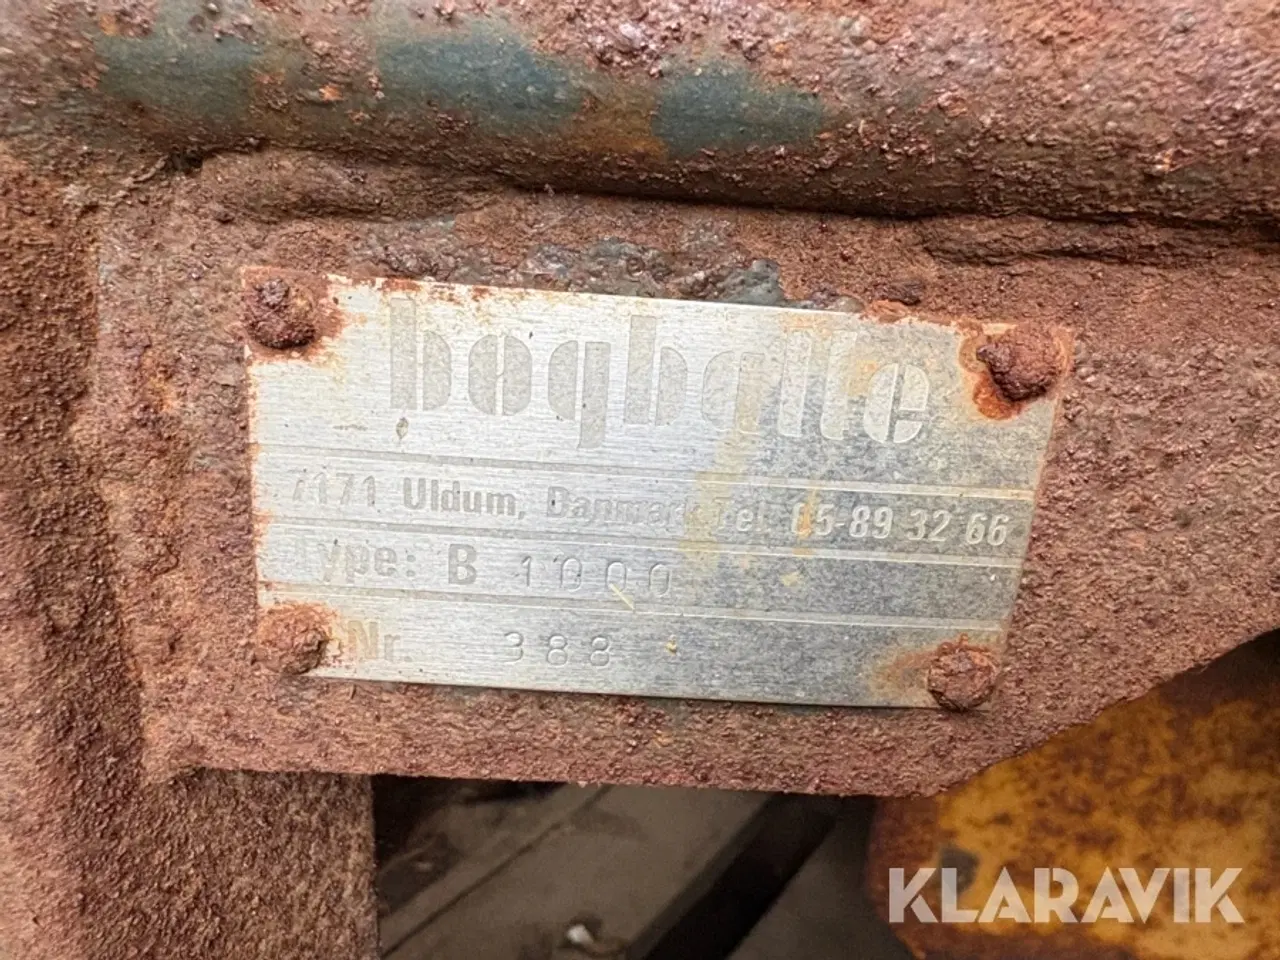 bogballe
7171 Uldum, Danmark Tel. 05-89 32 66
Type: B 1000
Nr. 388
KLARAVIK